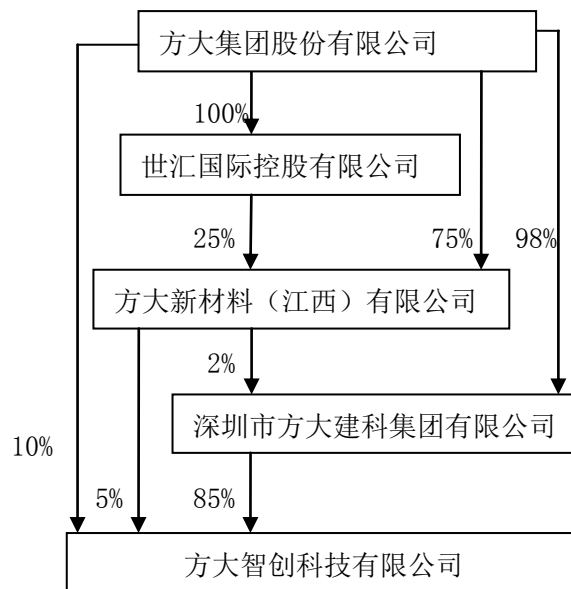 方大集团股份有限公司
100%
世汇国际控股有限公司
25%
75%
98%
方大新材料（江西）有限公司
2%
深圳市方大建科集团有限公司
10%
5%
85%
方大智创科技有限公司